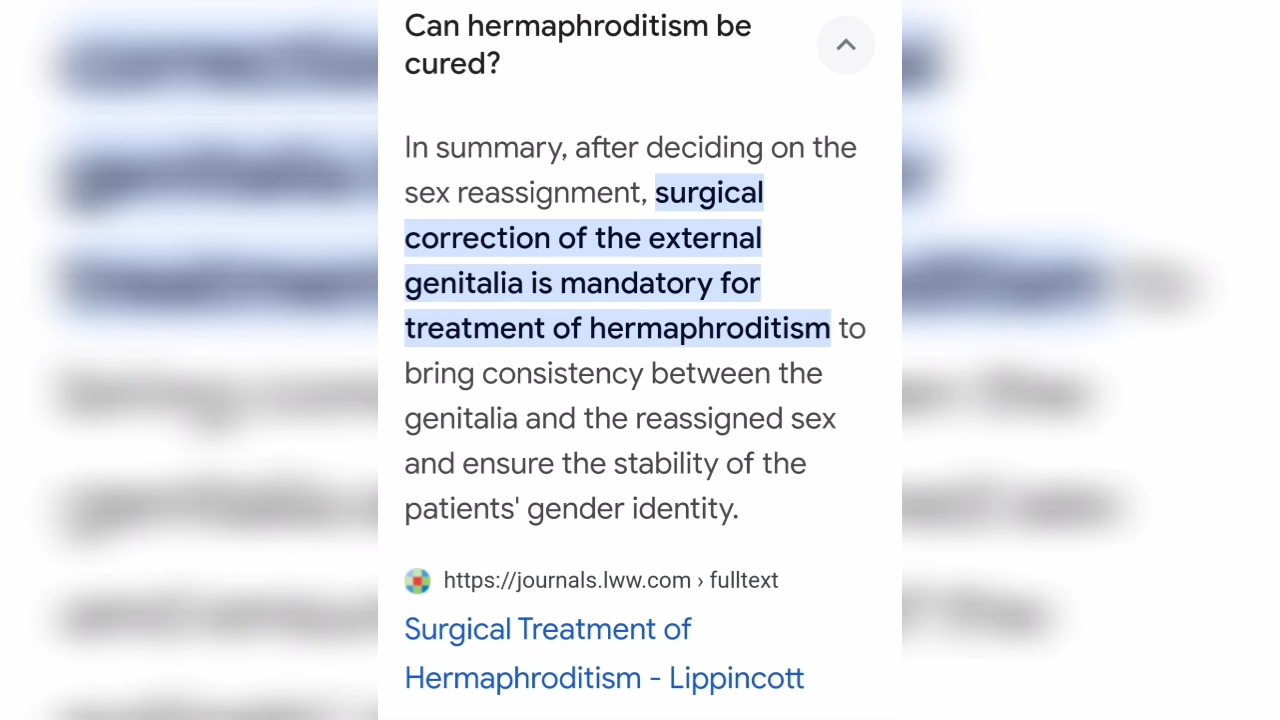 Can hermaphroditism be
cured?
In summary, after deciding on the
sex reassignment, surgical
correction of the external
genitalia is mandatory for
treatment of hermaphroditism to
bring consistency between the
genitalia and the reassigned sex
and ensure the stability of the
patients' gender identity.
https://journals.lww.com › fulltext
Surgical Treatment of
Hermaphroditism - Lippincott